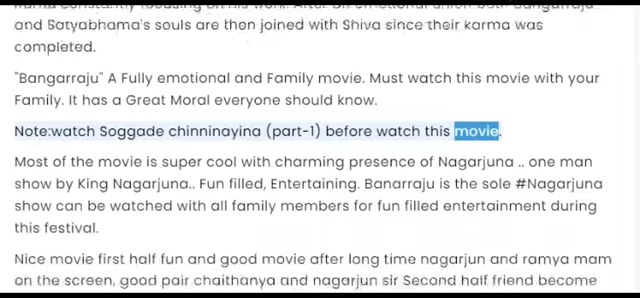 and Satyabhama's souls are then joined with Shiva since their karma was
completed.
"Bangarraju" A Fully emotional and Family movie. Must watch this movie with your
Family. It has a Great Moral everyone should know.
Note:watch Soggade chinninayina (part-1) before watch this movie.
Most of the movie is super cool with charming presence of Nagarjuna .. one man
show by King Nagarjuna.. Fun filled, Entertaining. Banarraju is the sole #Nagarjuna
show can be watched with all family members for fun filled entertainment during
this festival.
Nice movie first half fun and good movie after long time nagarjun and ramya mam
on the screen, good pair chaithanya and nagarjun sir Second half friend become